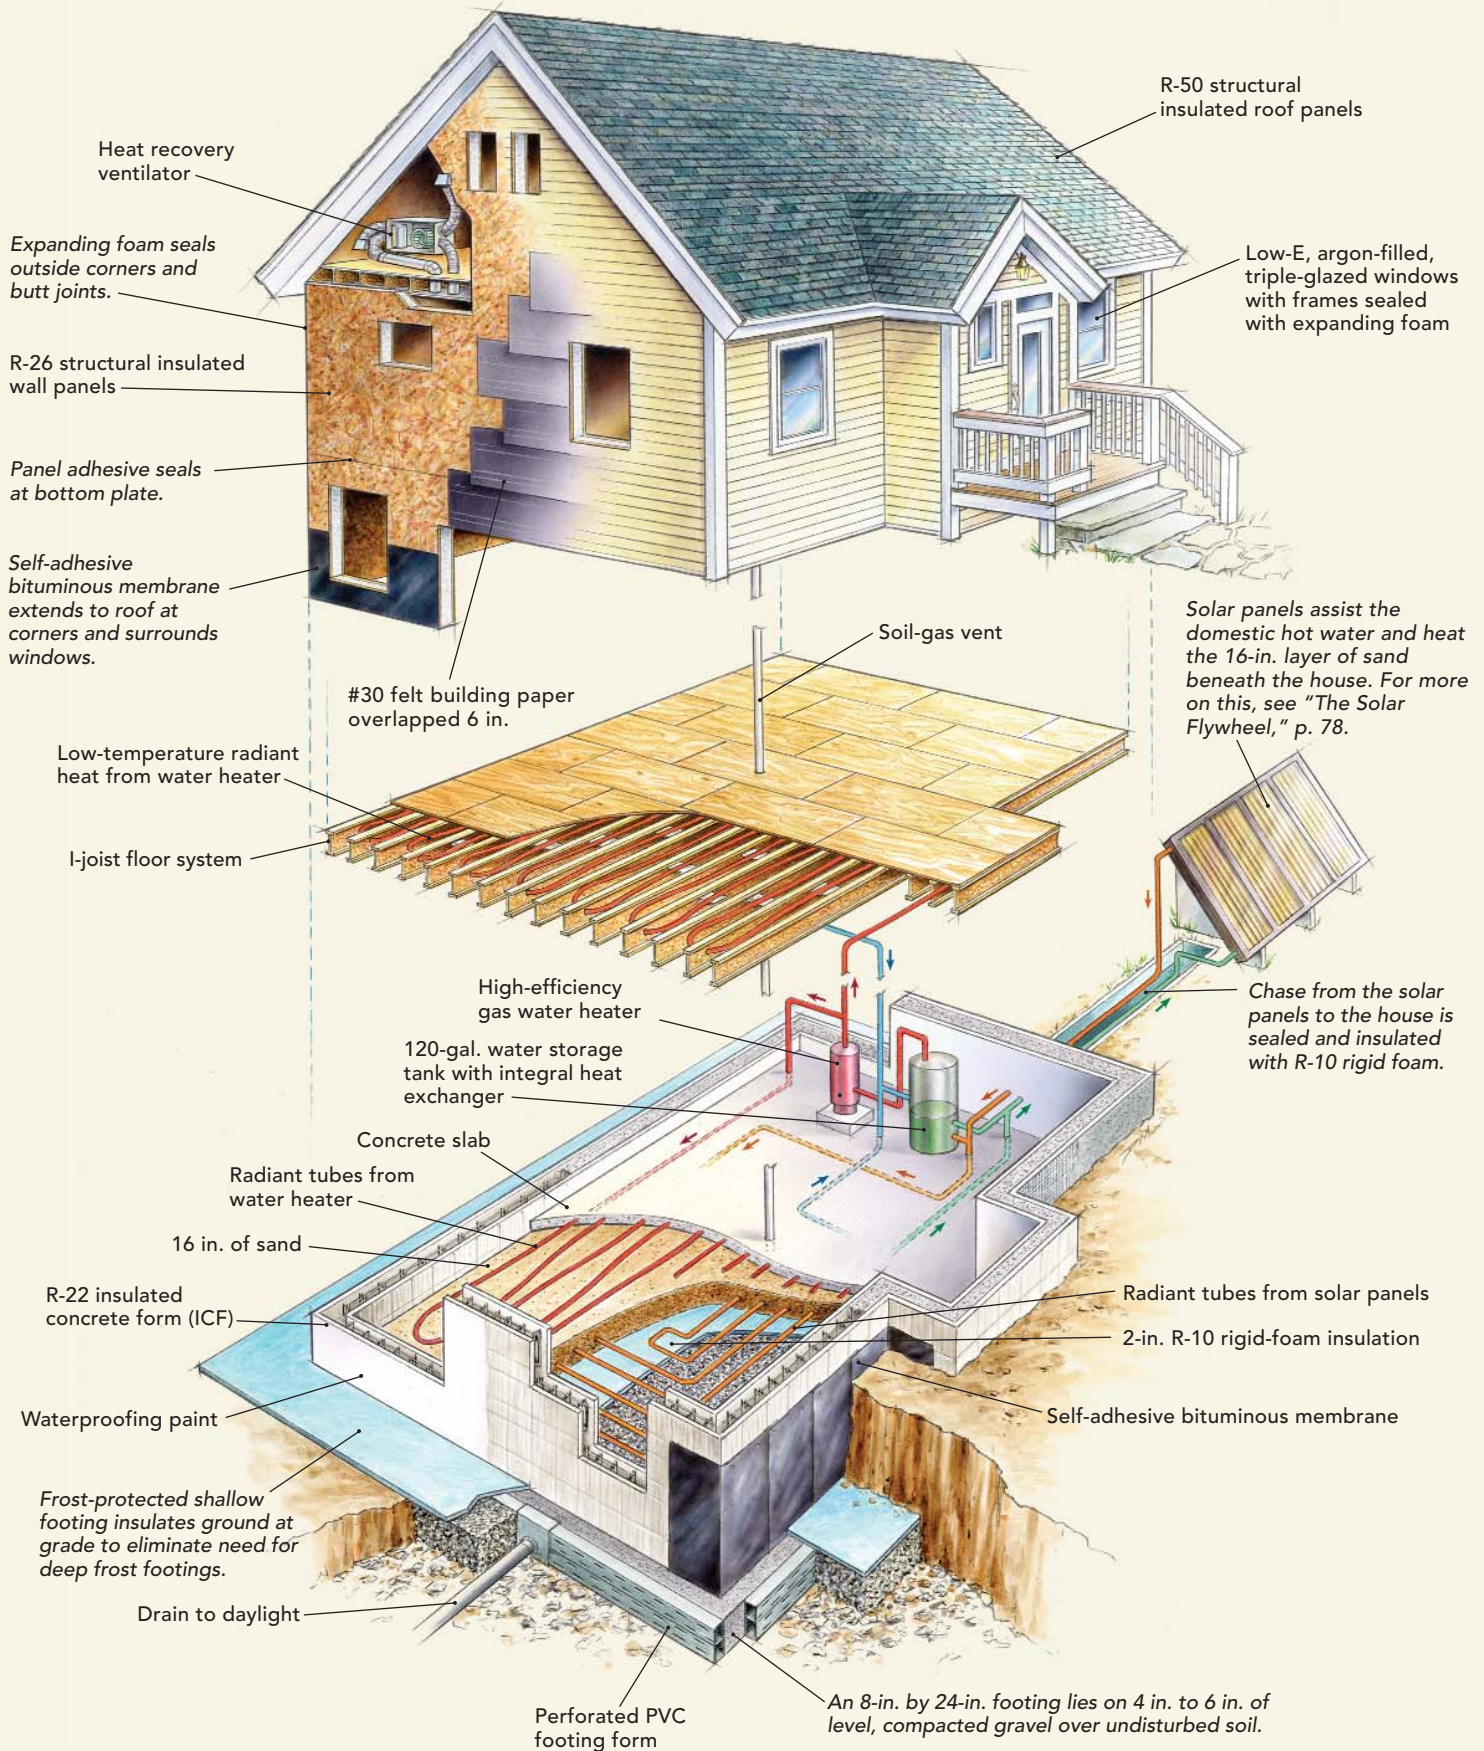 R-50 structural
insulated roof panels
Heat recovery
ventilator
Expanding foam seals
outside corners and
butt joints.
Low-E, argon-filled,
triple-glazed windows
with frames sealed
with expanding foam
R-26 structural insulated
wall panels
Panel adhesive seals
at bottom plate.
Self-adhesive
bituminous membrane
extends to roof at
corners and surrounds
windows.
Solar panels assist the
domestic hot water and heat
the 16-in. layer of sand
beneath the house. For more
on this, see “The Solar
Flywheel,” p. 78.
Soil-gas vent
#30 felt building paper
overlapped 6 in.
Low-temperature radiant
heat from water heater
I-joist floor system
High-efficiency
gas water heater
Chase from the solar
panels to the house is
sealed and insulated
with R-10 rigid foam.
120-gal. water storage
tank with integral heat
exchanger
Concrete slab
Radiant tubes from
water heater
16 in. of sand
R-22 insulated
concrete form (ICF)
Radiant tubes from solar panels
2-in. R-10 rigid-foam insulation
Waterproofing paint
Self-adhesive bituminous membrane
Frost-protected shallow
footing insulates ground at
grade to eliminate need for
deep frost footings.
Drain to daylight
Perforated PVC
footing form
An 8-in. by 24-in. footing lies on 4 in. to 6 in. of
level, compacted gravel over undisturbed soil.